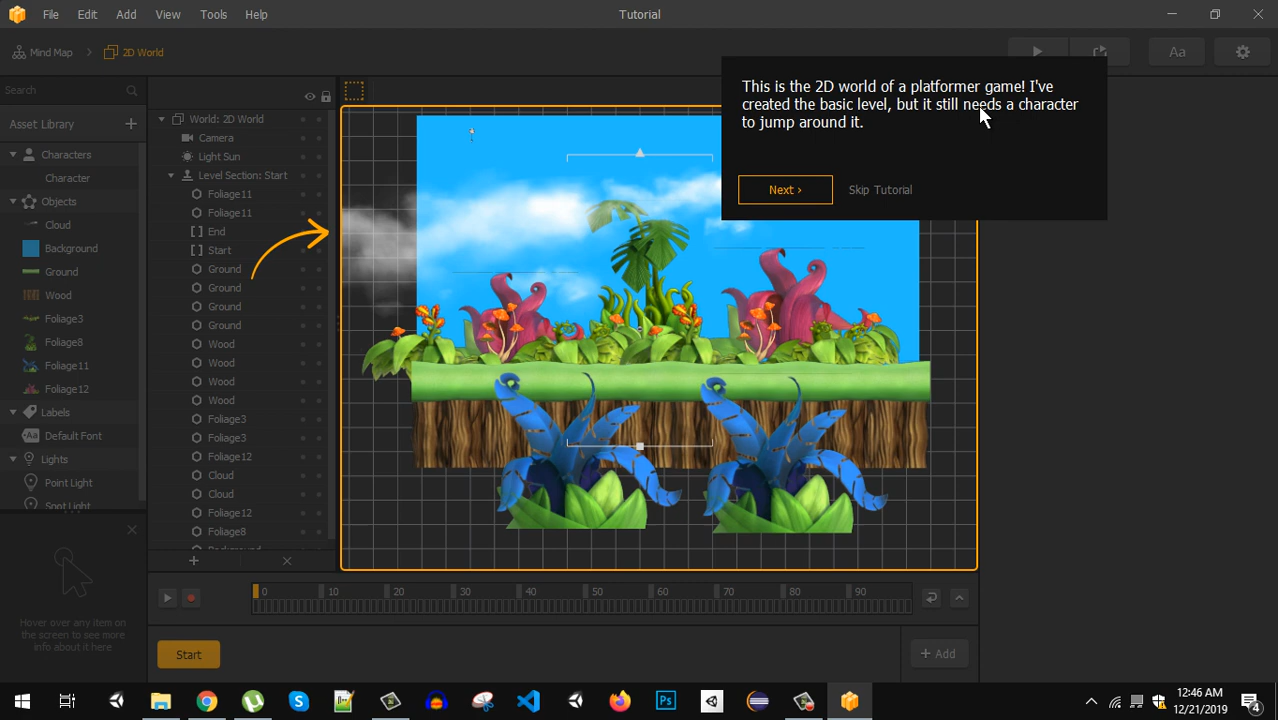 File Edit Add View Tools Help
Tutorial
Mind Map
2D World
Aa
Search
Asset Library
Characters
Character
Objects
Cloud
Background
Ground
Wood
Foliage3
Foliage8
Foliage11
Foliage12
Labels
Aa Default Font
Lights
Point Light
Spot Light
Hover over any item on
the screen to see more
info about it here
World: 2D World
Camera
Light Sun
Level Section: Start
Foliage11
Foliage11
End
Start
Ground
Ground
Ground
Ground
Wood
Wood
Wood
Wood
Foliage3
Foliage3
Foliage12
Cloud
Cloud
Foliage12
Foliage8
Background
This is the 2D world of a platformer game! I've
created the basic level, but it still needs a character
to jump around it.
Next ›
Skip Tutorial
0 10 20 30 40 50 60 70 80 90
Start
+ Add
Ps
12:46 AM
12/21/2019
4